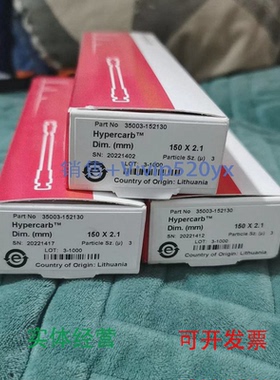 Part No 35003-152130
Hypercarb™
Dim. (mm) 150 X 2.1
SN: 20221402 Particle Sz. (µ) 3
LOT: 3-1000
Country of Origin: Lithuania
Part No 35003-152130
Hypercarb™
Dim. (mm) 150 X 2.1
SN: 20221417 Particle Sz. (µ) 3
LOT: 3-1000
Country of Origin: Lithuania
Part No 35003-152130
Hypercarb™
Dim. (mm) 150 X 2.1
SN: 20221412 Particle Sz. (µ) 3
LOT: 3-1000
Country of Origin: Lithuania
实体经营 可开发票